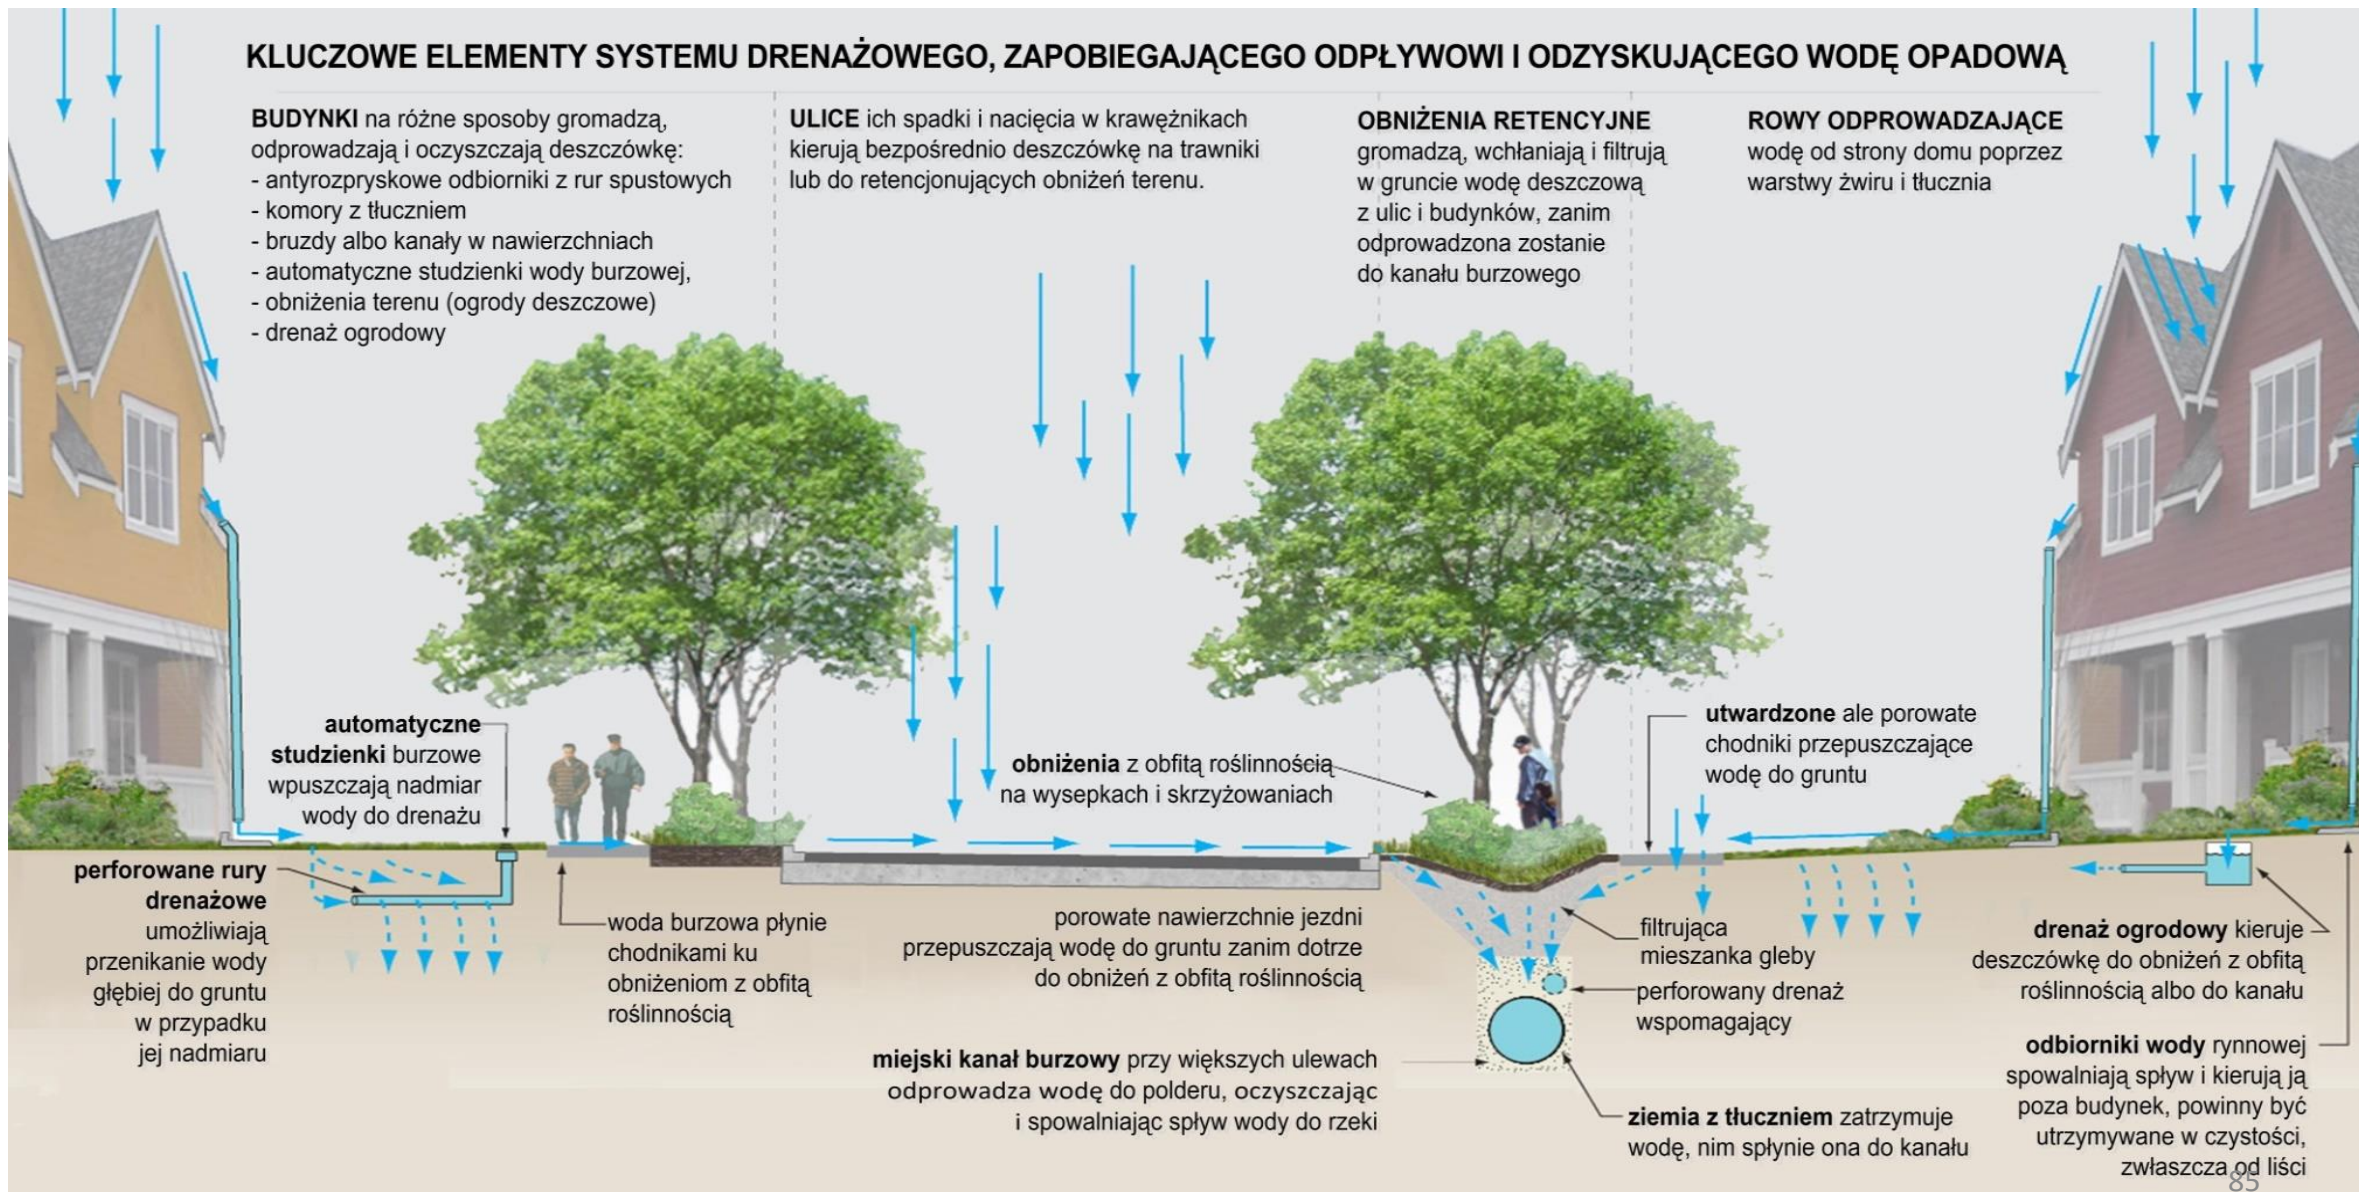 KLUCZOWE ELEMENTY SYSTEMU DRENAŻOWEGO, ZAPOBIEGAJĄCEGO ODPŁYWOWI I ODZYSKUJĄCEGO WODĘ OPADOWĄ
BUDYNKI na różne sposoby gromadzą,
odprowadzają i oczyszczają deszczówkę:
- antyrozpryskowe odbiorniki z rur spustowych
- komory z tłuczniem
- bruzdy albo kanały w nawierzchniach
- automatyczne studzienki wody burzowej,
- obniżenia terenu (ogrody deszczowe)
- drenaż ogrodowy
ULICE ich spadki i nacięcia w krawężnikach
kierują bezpośrednio deszczówkę na trawniki
lub do retencjonujących obniżeń terenu.
OBNIŻENIA RETENCYJNE
gromadzą, wchłaniają i filtrują
w gruncie wodę deszczową
z ulic i budynków, zanim
odprowadzona zostanie
do kanału burzowego
ROWY ODPROWADZAJĄCE
wodę od strony domu poprzez
warstwy żwiru i tłucznia
automatyczne
studzienki burzowe
wpuszczają nadmiar
wody do drenażu
obniżenia z obfitą roślinnością
na wysepkach i skrzyżowaniach
utwardzone ale porowate
chodniki przepuszczające
wodę do gruntu
perforowane rury
drenażowe
umożliwiają
przenikanie wody
głębiej do gruntu
w przypadku
jej nadmiaru
woda burzowa płynie
chodnikami ku
obniżeniom z obfitą
roślinnością
porowate nawierzchnie jezdni
przepuszczają wodę do gruntu zanim dotrze
do obniżeń z obfitą roślinnością
filtrująca
mieszanka gleby
perforowany drenaż
wspomagający
drenaż ogrodowy kieruje
deszczówkę do obniżeń z obfitą
roślinnością albo do kanału
miejski kanał burzowy przy większych ulewach
odprowadza wodę do polderu, oczyszczając
i spowalniając spływ wody do rzeki
ziemia z tłuczniem zatrzymuje
wodę, nim spłynie ona do kanału
odbiorniki wody rynnowej
spowalniają spływ i kierują ją
poza budynek, powinny być
utrzymywane w czystości,
zwłaszcza od liści
85